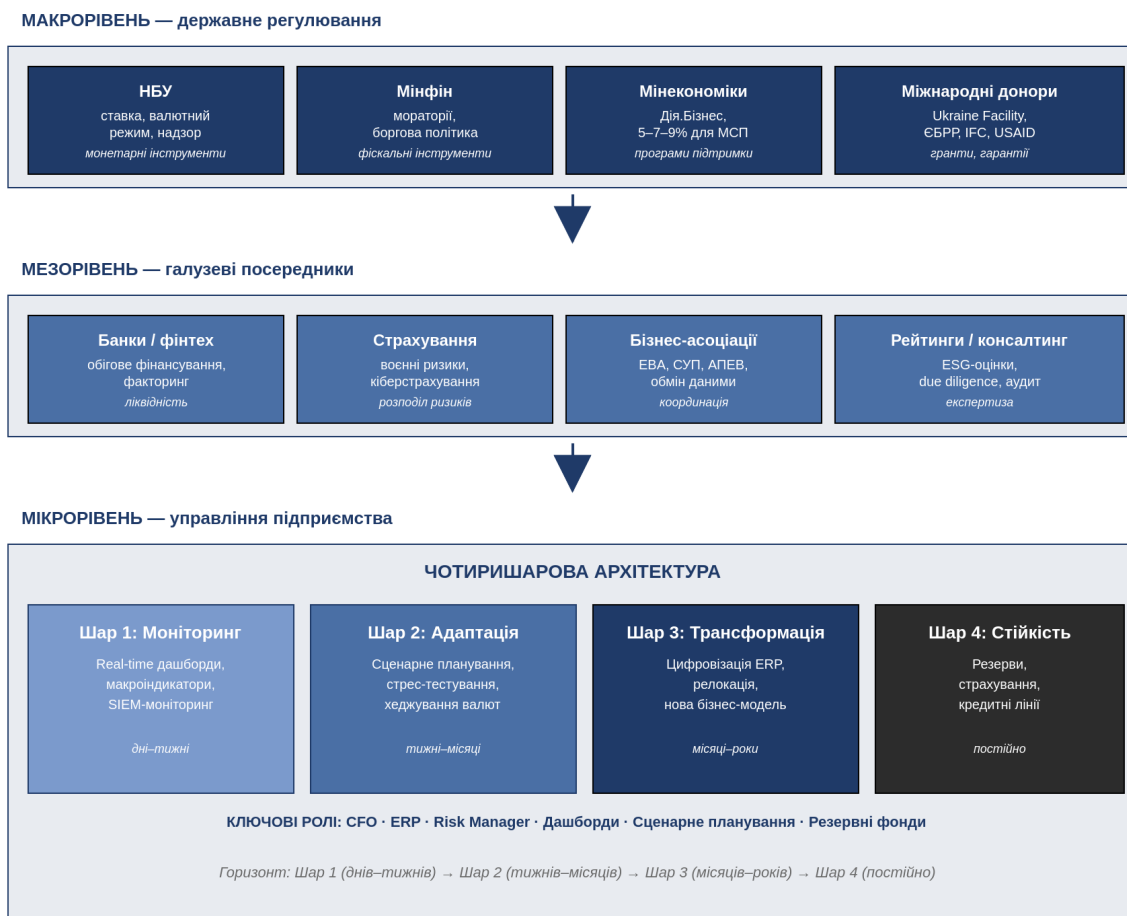 МАКРОРІВЕНЬ — державне регулювання
НБУ
ставка, валютний
режим, надзор
монетарні інструменти
Мінфін
мораторії,
боргова політика
фіскальні інструменти
Мінекономіки
Дія.Бізнес,
5–7–9% для МСП
програми підтримки
Міжнародні донори
Ukraine Facility,
ЄБРР, IFC, USAID
гранти, гарантії
МЕЗОРІВЕНЬ — галузеві посередники
Банки / фінтех
обігове фінансування,
факторинг
ліквідність
Страхування
воєнні ризики,
кіберстрахування
розподіл ризиків
Бізнес-асоціації
EBA, СУП, АПЕВ,
обмін даними
координація
Рейтинги / консалтинг
ESG-оцінки,
due diligence, аудит
експертиза
МІКРОРІВЕНЬ — управління підприємства
ЧОТИРИШАРОВА АРХІТЕКТУРА
Шар 1: Моніторинг
Real-time дашборди,
макроіндикатори,
SIEM-моніторинг
дні–тижні
Шар 2: Адаптація
Сценарне планування,
стрес-тестування,
хеджування валют
тижні–місяці
Шар 3: Трансформація
Цифровізація ERP,
релокація,
нова бізнес-модель
місяці–роки
Шар 4: Стійкість
Резерви,
страхування,
кредитні лінії
постійно
КЛЮЧОВІ РОЛІ: CFO · ERP · Risk Manager · Дашборди · Сценарне планування · Резервні фонди
Горизонт: Шар 1 (днів–тижнів) → Шар 2 (тижнів–місяців) → Шар 3 (місяців–років) → Шар 4 (постійно)